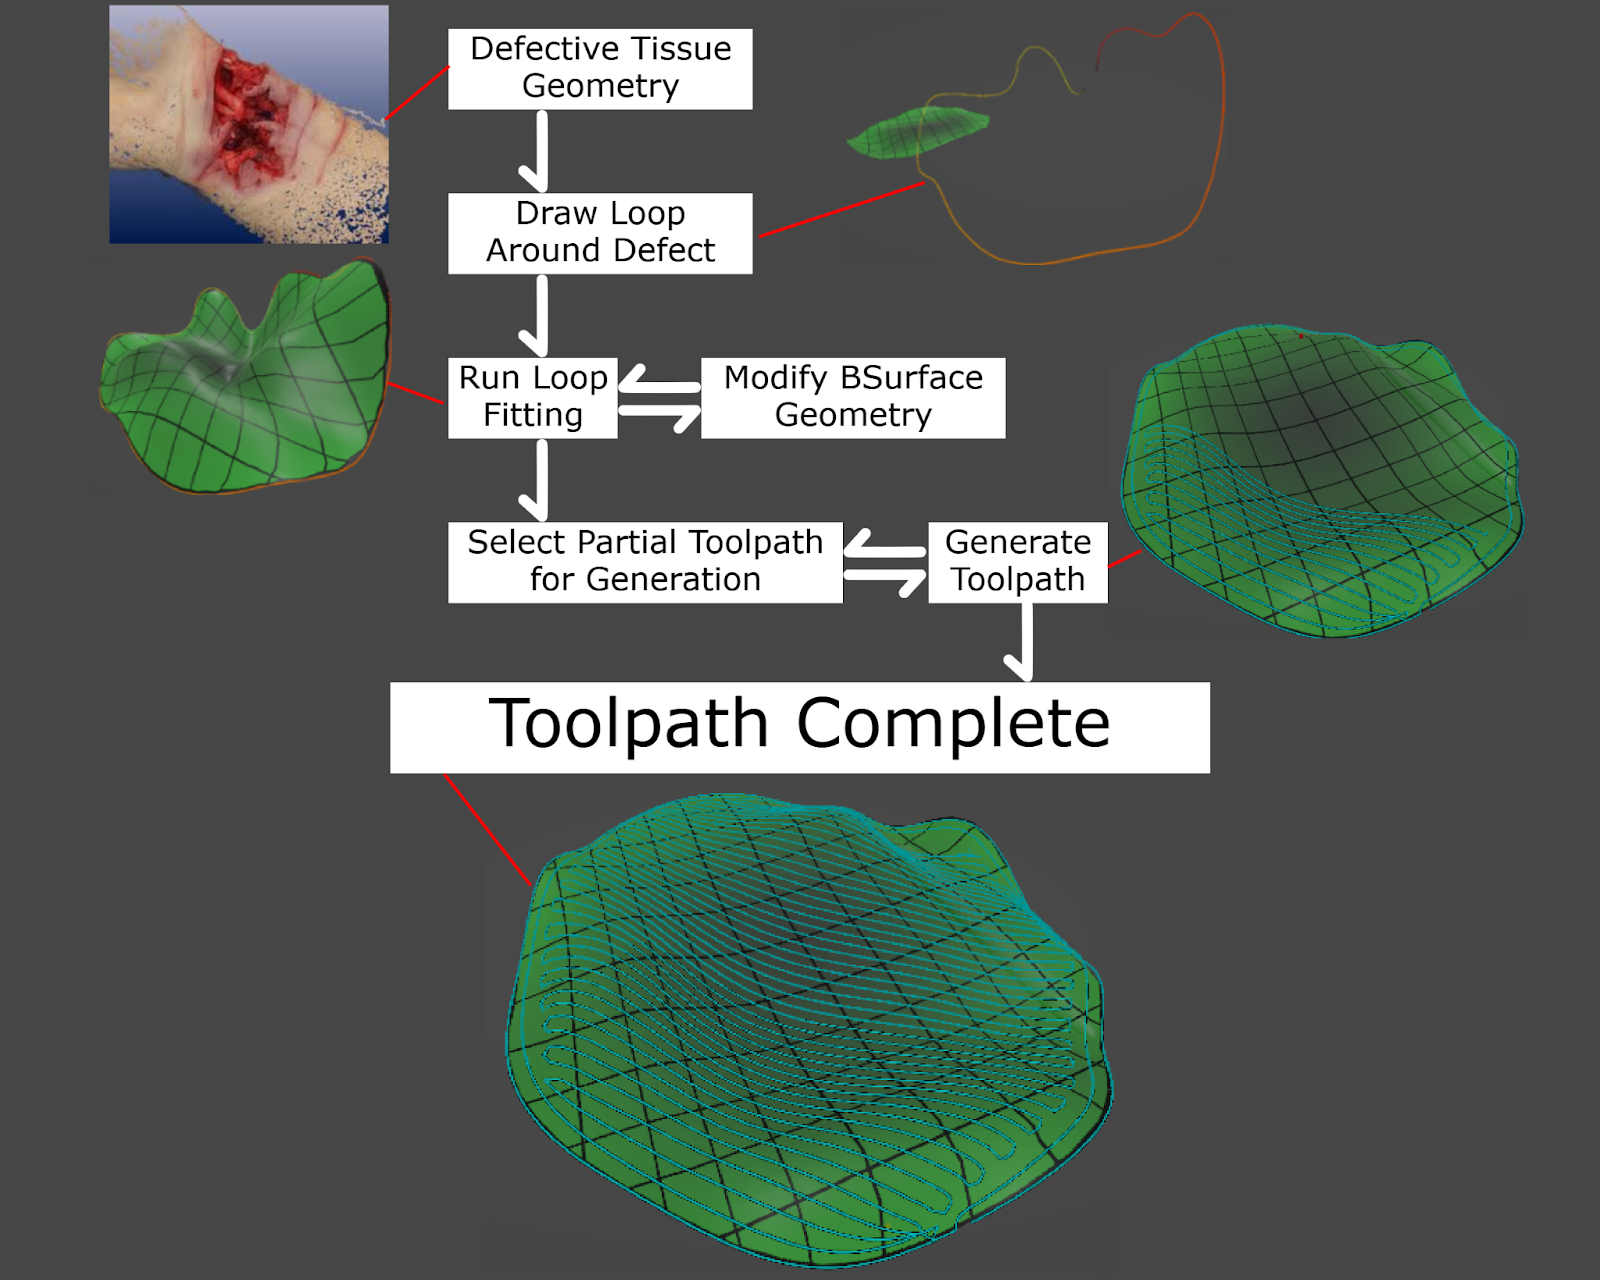 Defective Tissue
Geometry
Draw Loop
Around Defect
Run Loop
Fitting
Modify BSurface
Geometry
Select Partial Toolpath
for Generation
Generate
Toolpath
Toolpath Complete